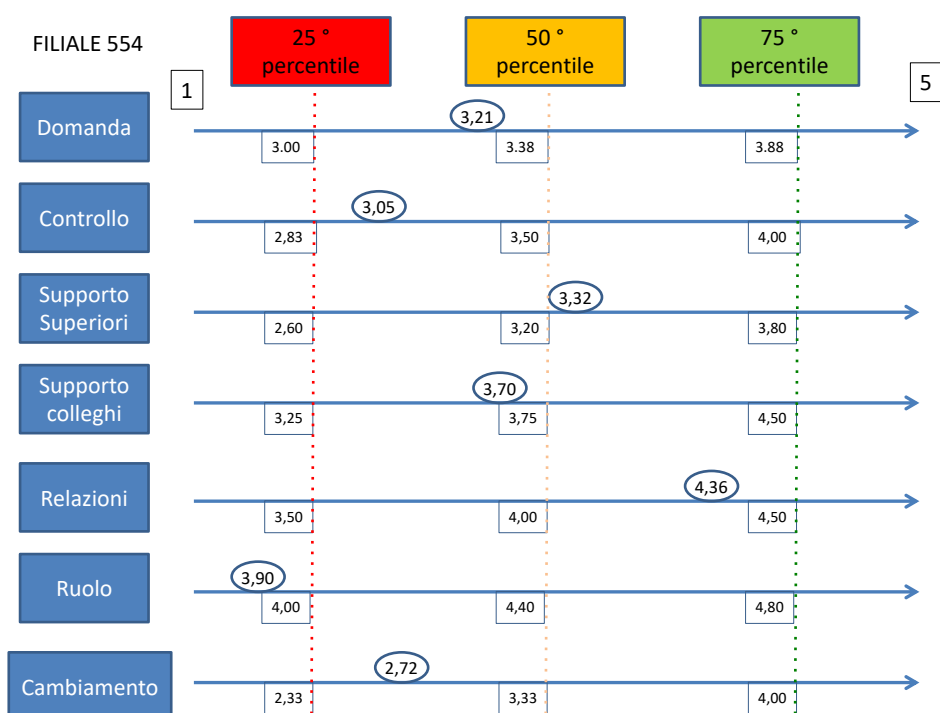 FILIALE 554
25 °
percentile
50 °
percentile
75 °
percentile
1
5
Domanda
3,21
3.00
3.38
3.88
Controllo
3,05
2,83
3,50
4,00
Supporto
Superiori
3,32
2,60
3,20
3,80
Supporto
colleghi
3,70
3,25
3,75
4,50
Relazioni
4,36
3,50
4,00
4,50
Ruolo
3,90
4,00
4,40
4,80
Cambiamento
2,72
2,33
3,33
4,00